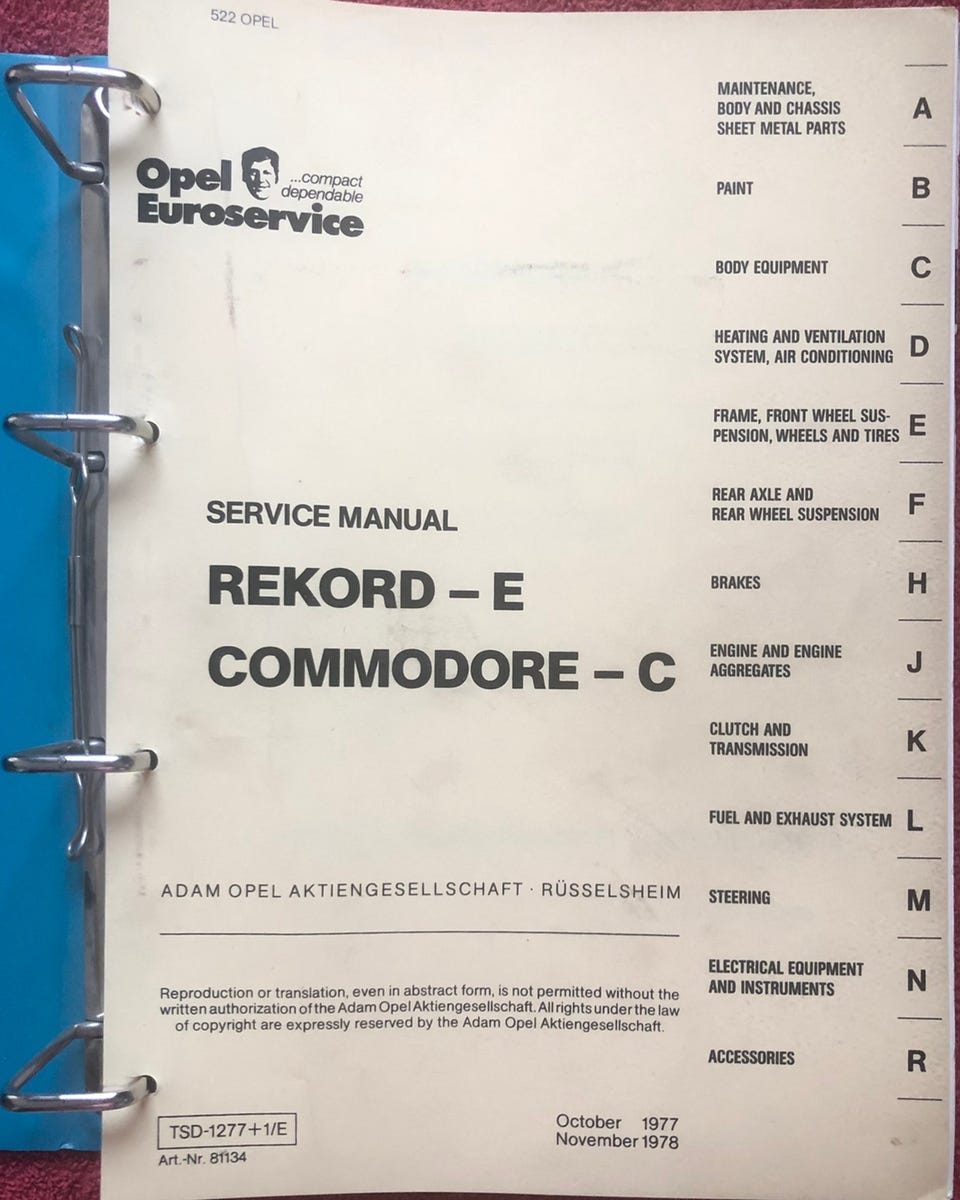 522 OPEL
Opel
...compact
dependable
Euroservice
SERVICE MANUAL
REKORD – E
COMMODORE – C
ADAM OPEL AKTIENGESELLSCHAFT · RÜSSELSHEIM
Reproduction or translation, even in abstract form, is not permitted without the
written authorization of the Adam Opel Aktiengesellschaft. All rights under the law
of copyright are expressly reserved by the Adam Opel Aktiengesellschaft.
TSD-1277+1/E
Art.-Nr. 81134
October 1977
November 1978
MAINTENANCE,
BODY AND CHASSIS
SHEET METAL PARTS
A
PAINT
B
BODY EQUIPMENT
C
HEATING AND VENTILATION
SYSTEM, AIR CONDITIONING
D
FRAME, FRONT WHEEL SUS-
PENSION, WHEELS AND TIRES
E
REAR AXLE AND
REAR WHEEL SUSPENSION
F
BRAKES
H
ENGINE AND ENGINE
AGGREGATES
J
CLUTCH AND
TRANSMISSION
K
FUEL AND EXHAUST SYSTEM
L
STEERING
M
ELECTRICAL EQUIPMENT
AND INSTRUMENTS
N
ACCESSORIES
R